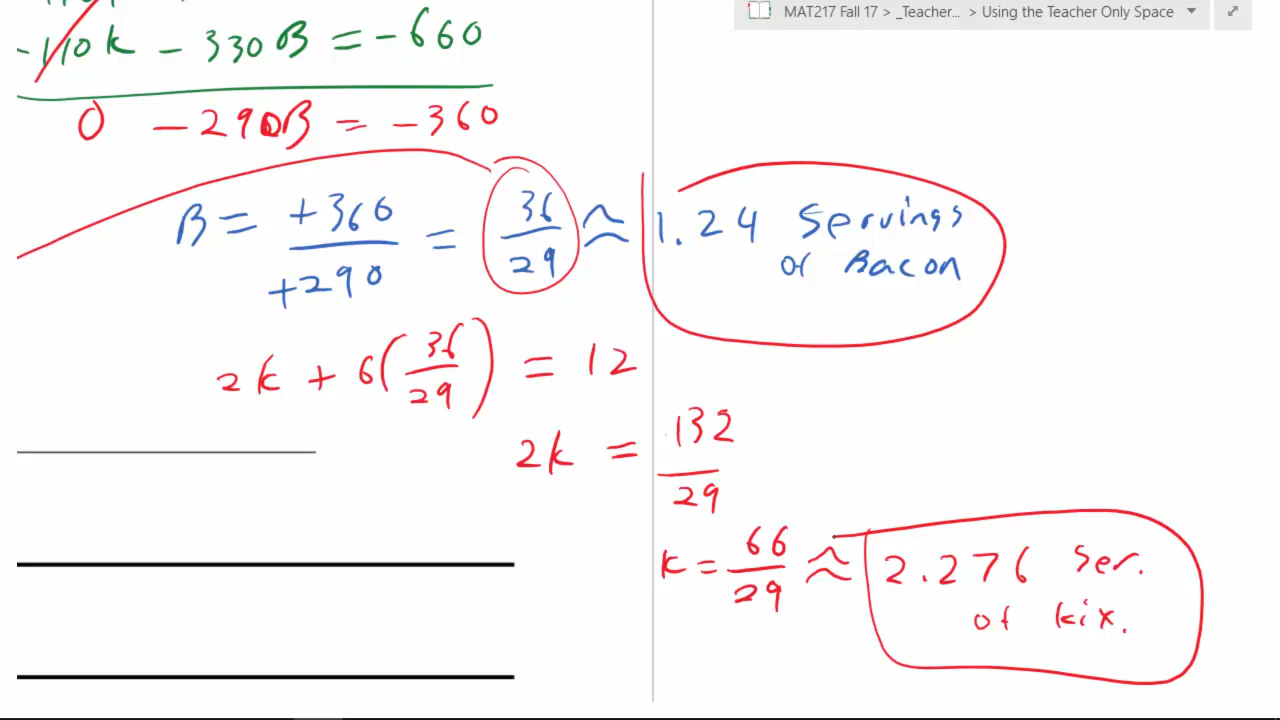 MAT217 Fall 17 > _Teacher... > Using the Teacher Only Space
-110k - 330B = -660
0 - 290B = -360
B = +360/+290 = 36/29 ≈ 1.24 Servings
of Bacon
2k + 6(36/29) = 12
2k = 132/29
k = 66/29 ≈ 2.276 Ser.
of kix.